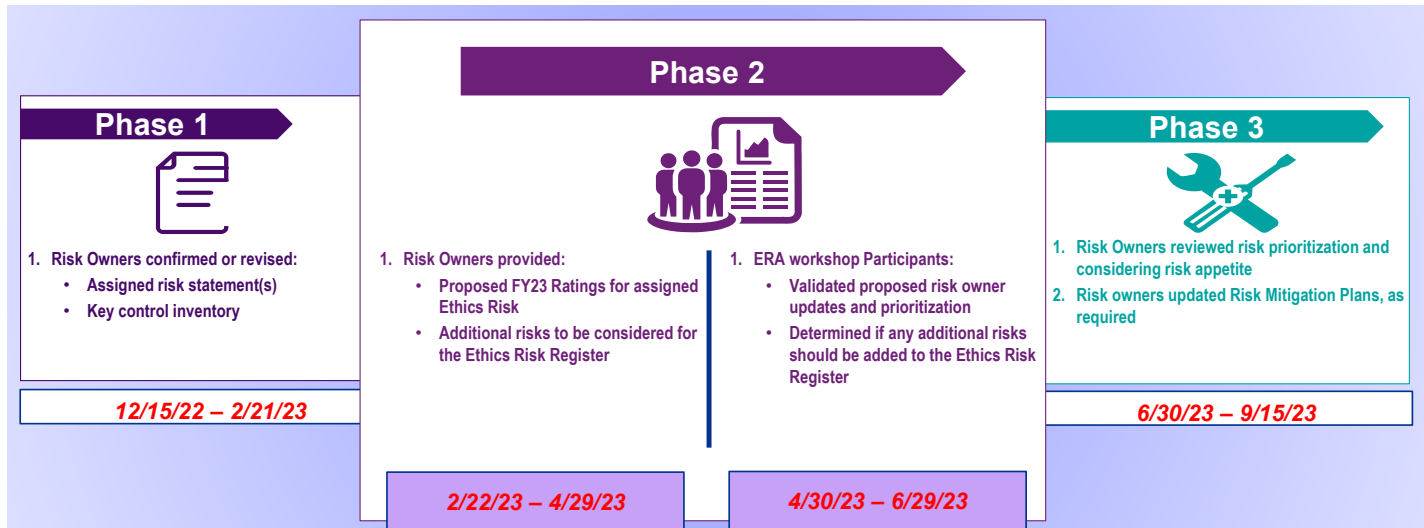 Phase 1
1. Risk Owners confirmed or revised:
• Assigned risk statement(s)
• Key control inventory
12/15/22 – 2/21/23
Phase 2
1. Risk Owners provided:
• Proposed FY23 Ratings for assigned
Ethics Risk
• Additional risks to be considered for
the Ethics Risk Register
2/22/23 – 4/29/23
1. ERA workshop Participants:
• Validated proposed risk owner
updates and prioritization
• Determined if any additional risks
should be added to the Ethics Risk
Register
4/30/23 – 6/29/23
Phase 3
1. Risk Owners reviewed risk prioritization and
considering risk appetite
2. Risk owners updated Risk Mitigation Plans, as
required
6/30/23 – 9/15/23